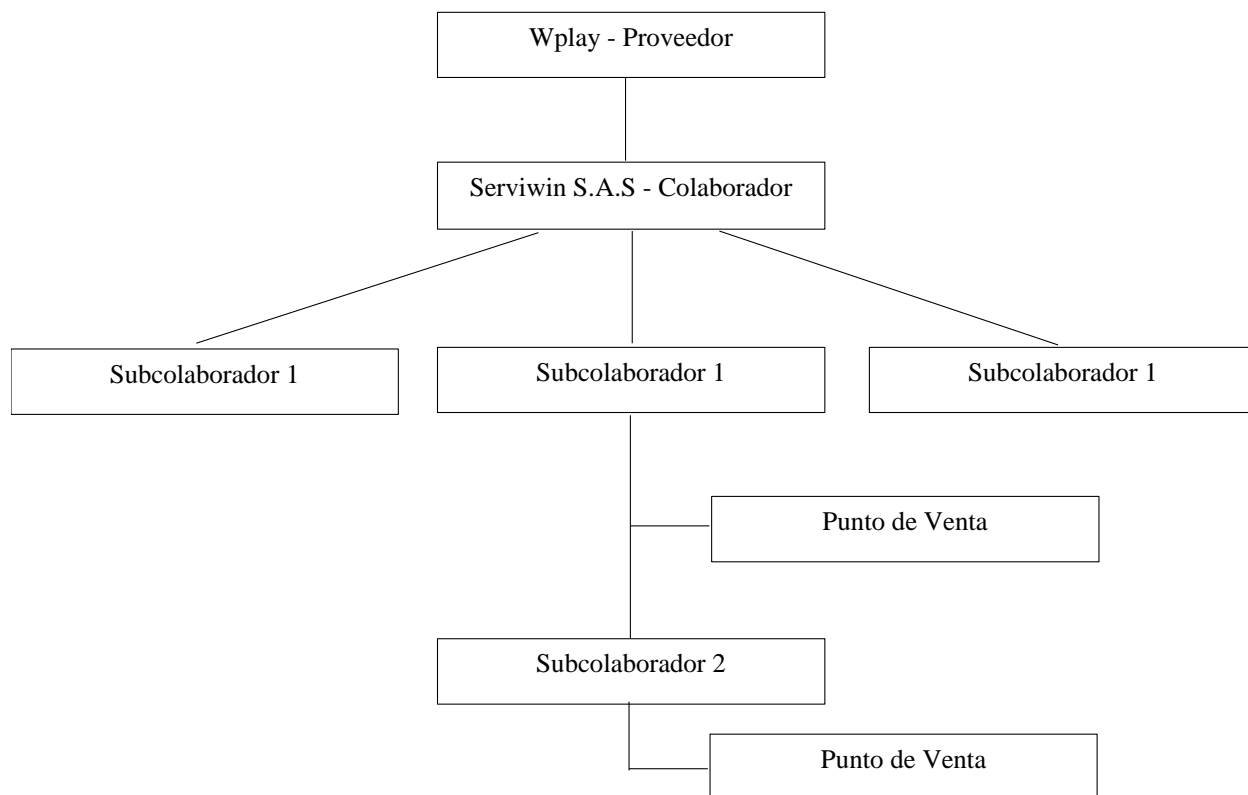 Wplay - Proveedor
Serviwin S.A.S - Colaborador
Subcolaborador 1
Subcolaborador 1
Subcolaborador 1
Punto de Venta
Subcolaborador 2
Punto de Venta